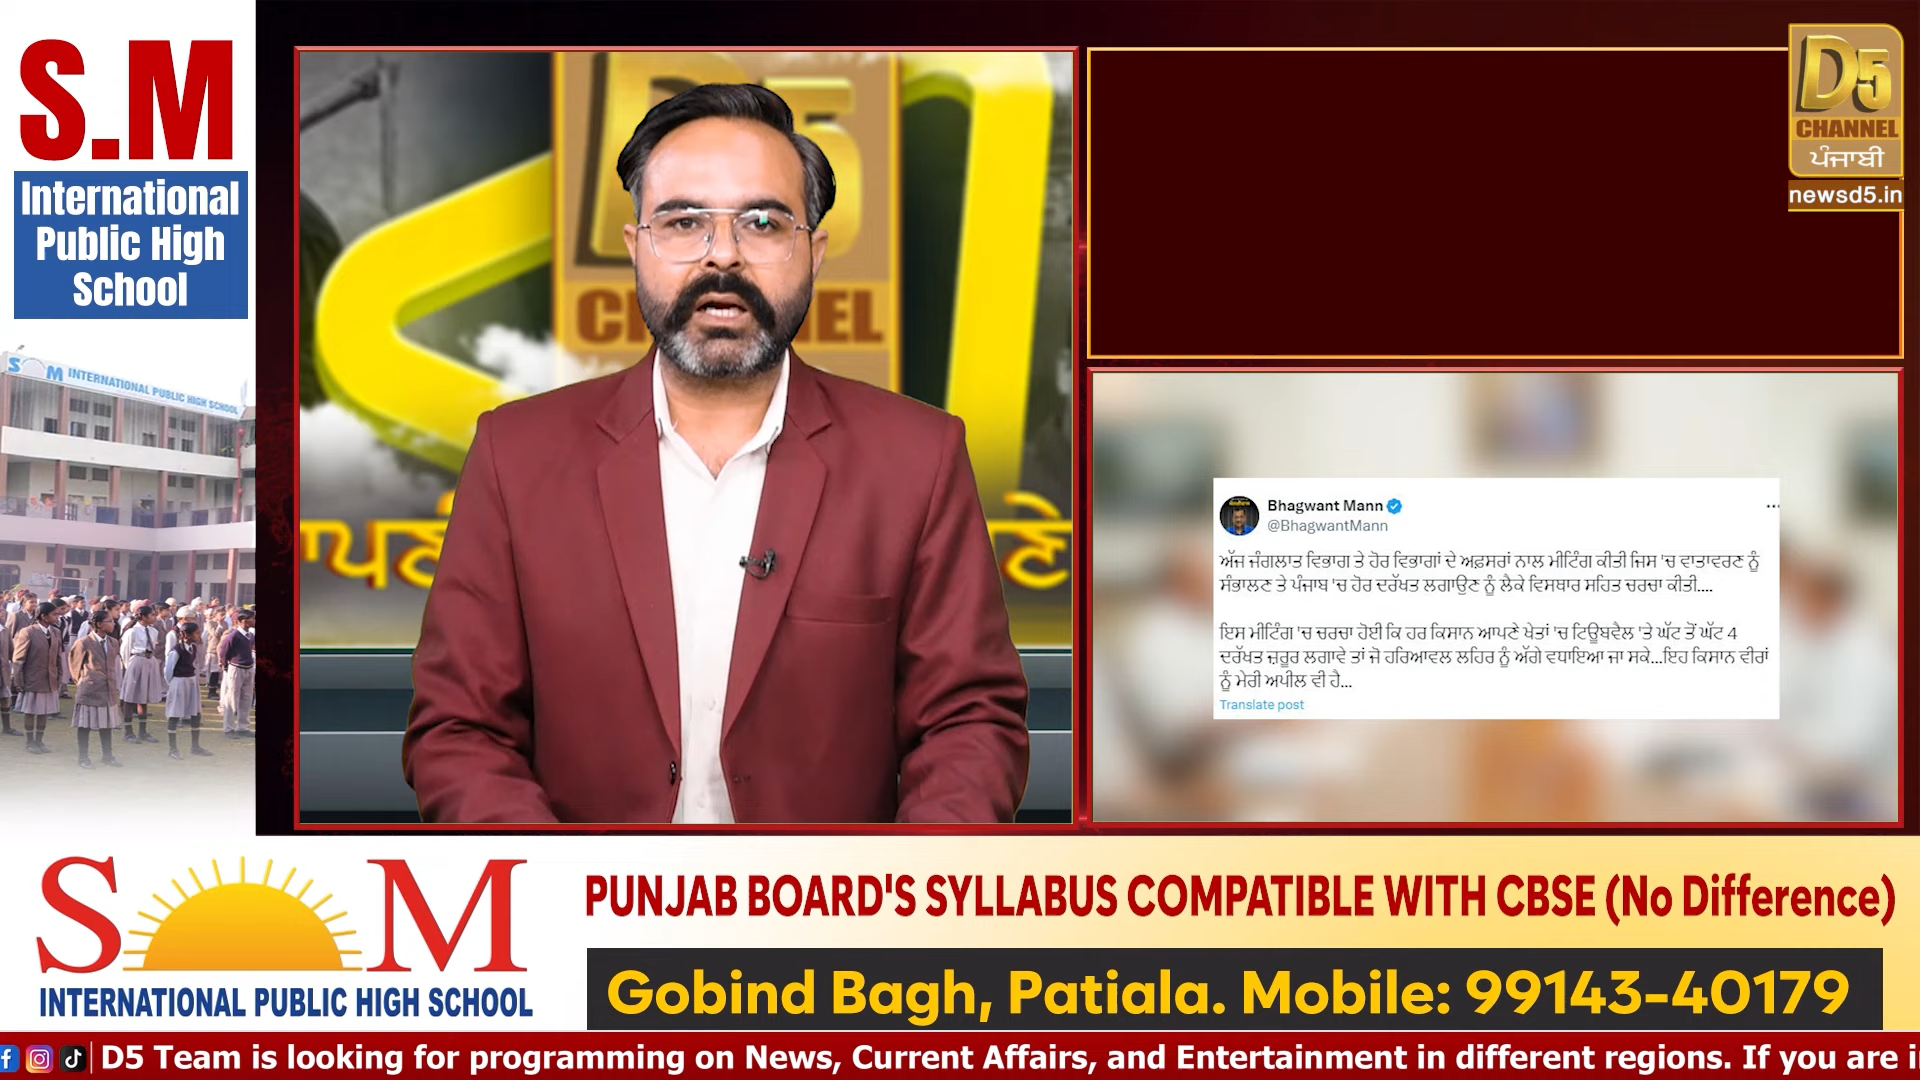 S.M
International
Public High
School
S M INTERNATIONAL PUBLIC HIGH SCHOOL
D5
CHANNEL
ਪੰਜਾਬੀ
newsd5.in
Bhagwant Mann
@BhagwantMann
ਅੱਜ ਜੰਗਲਾਤ ਵਿਭਾਗ ਤੇ ਹੋਰ ਵਿਭਾਗਾਂ ਦੇ ਅਫ਼ਸਰਾਂ ਨਾਲ ਮੀਟਿੰਗ ਕੀਤੀ ਜਿਸ 'ਚ ਵਾਤਾਵਰਣ ਨੂੰ
ਸੰਭਾਲਣ ਤੇ ਪੰਜਾਬ 'ਚ ਹੋਰ ਦਰੱਖਤ ਲਗਾਉਣ ਨੂੰ ਲੈਕੇ ਵਿਸਥਾਰ ਸਹਿਤ ਚਰਚਾ ਕੀਤੀ....
ਇਸ ਮੀਟਿੰਗ 'ਚ ਚਰਚਾ ਹੋਈ ਕਿ ਹਰ ਕਿਸਾਨ ਆਪਣੇ ਖੇਤਾਂ 'ਚ ਟਿਊਬਵੈਲ 'ਤੇ ਘੱਟ ਤੋਂ ਘੱਟ 4
ਦਰੱਖਤ ਜ਼ਰੂਰ ਲਗਾਵੇ ਤਾਂ ਜੋ ਹਰਿਆਵਲ ਲਹਿਰ ਨੂੰ ਅੱਗੇ ਵਧਾਇਆ ਜਾ ਸਕੇ...ਇਹ ਕਿਸਾਨ ਵੀਰਾਂ
ਨੂੰ ਮੇਰੀ ਅਪੀਲ ਵੀ ਹੈ...
Translate post
S M
INTERNATIONAL PUBLIC HIGH SCHOOL
PUNJAB BOARD'S SYLLABUS COMPATIBLE WITH CBSE (No Difference)
Gobind Bagh, Patiala. Mobile: 99143-40179
D5 Team is looking for programming on News, Current Affairs, and Entertainment in different regions. If you are